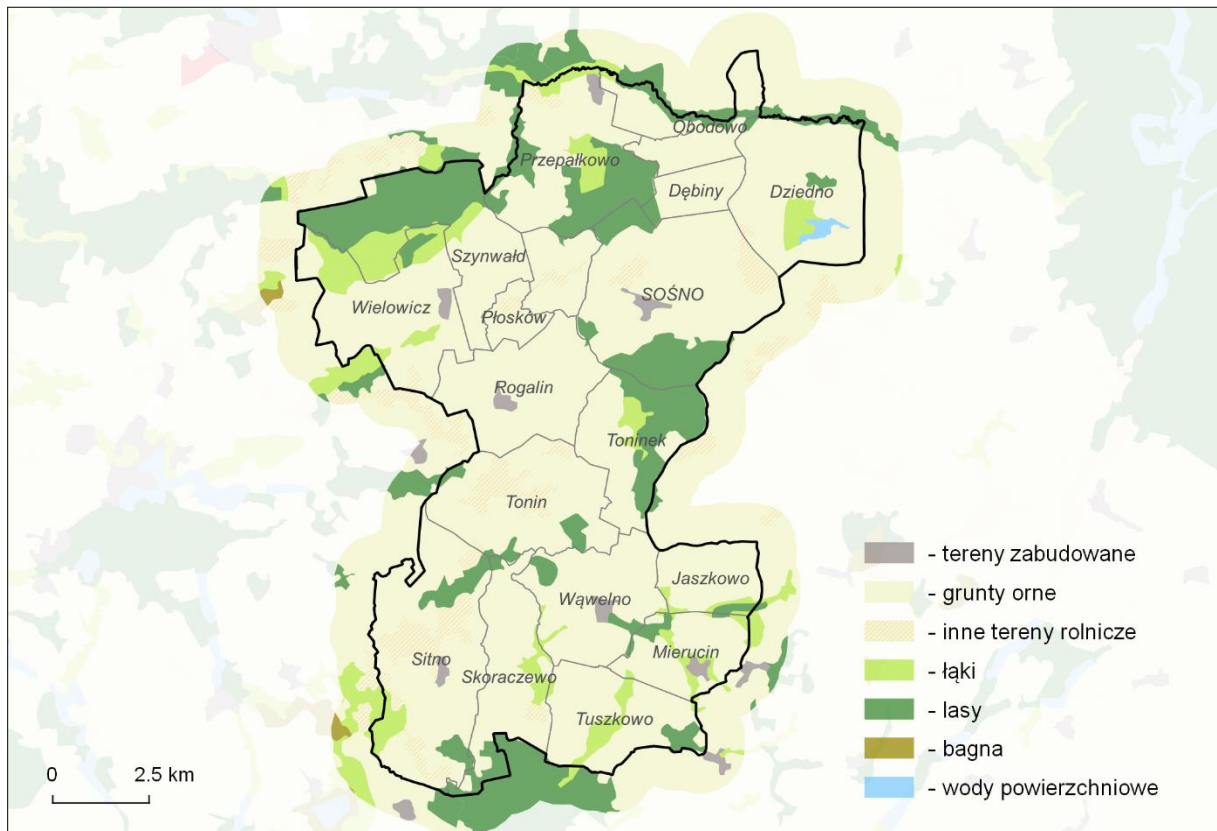 Obodowo
Przepałkowo
Dębiny
Dziedno
Szynwałd
SOŚNO
Wielowicz
Płosków
Rogalin
Toninek
Tonin
Jaszkowo
Wąwelno
Mierucin
Sitno
Skoraczewo
Tuszkowo
- tereny zabudowane
- grunty orne
- inne tereny rolnicze
- łąki
- lasy
- bagna
- wody powierzchniowe
0 2.5 km